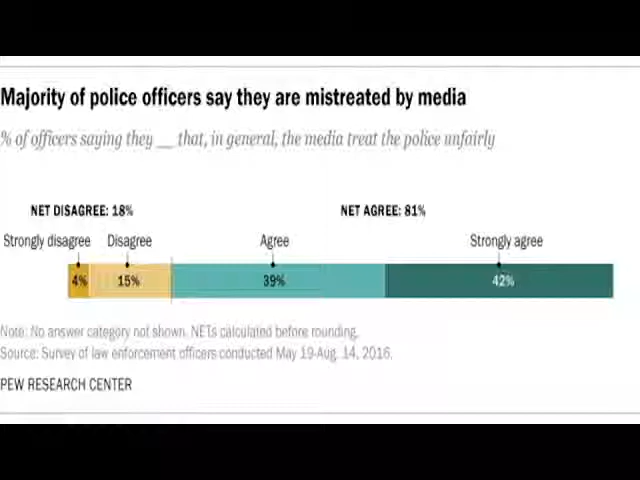 Majority of police officers say they are mistreated by media
% of officers saying they __ that, in general, the media treat the police unfairly
NET DISAGREE: 18% NET AGREE: 81%
Strongly disagree Disagree Agree Strongly agree
4% 15% 39% 42%
Note: No answer category not shown. NETs calculated before rounding.
Source: Survey of law enforcement officers conducted May 19-Aug. 14, 2016.
PEW RESEARCH CENTER